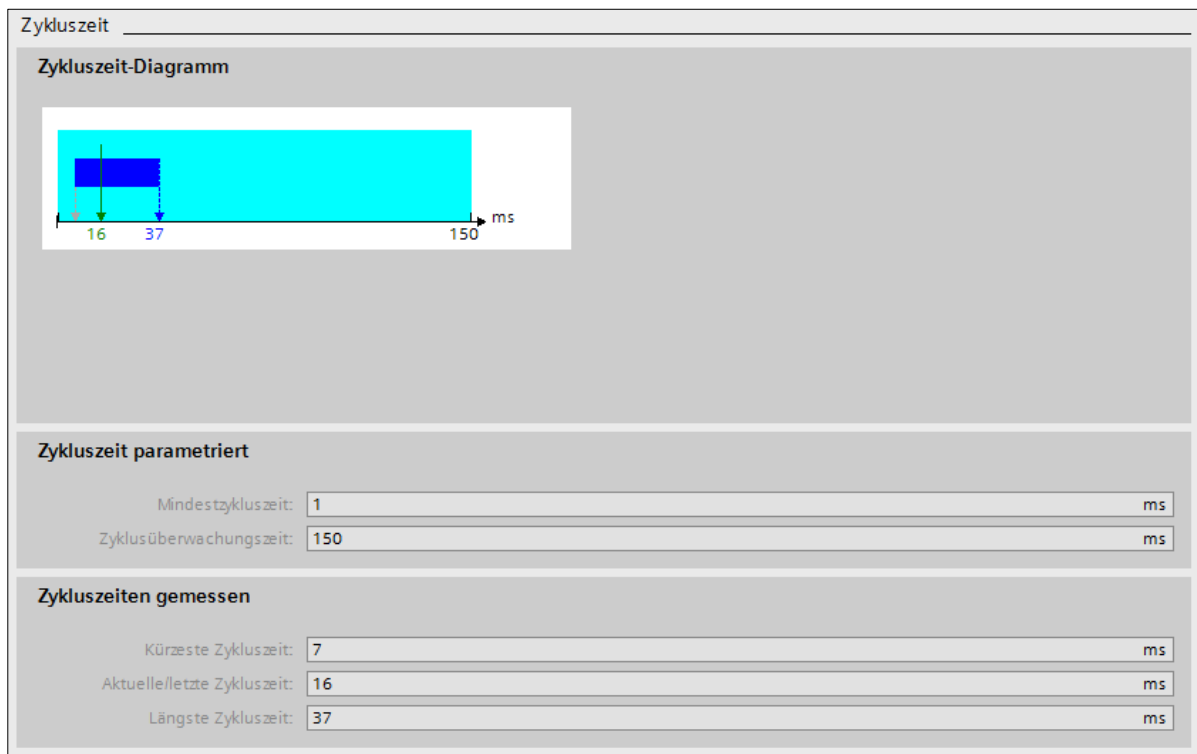 Zykluszeit
Zykluszeit-Diagramm
ms
16 37 150
Zykluszeit parametriert
Mindestzykluszeit: 1 ms
Zyklusüberwachungszeit: 150 ms
Zykluszeiten gemessen
Kürzeste Zykluszeit: 7 ms
Aktuelle/letzte Zykluszeit: 16 ms
Längste Zykluszeit: 37 ms